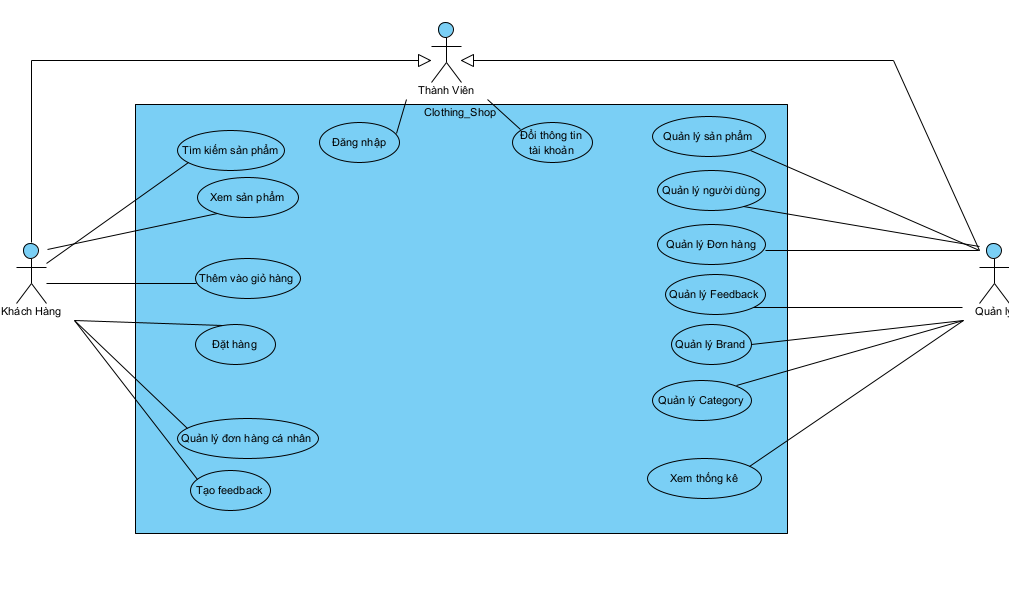 Thành Viên
Clothing_Shop
Đăng nhập
Đổi thông tin
tài khoản
Tìm kiếm sản phẩm
Xem sản phẩm
Thêm vào giỏ hàng
Đặt hàng
Quản lý đơn hàng cá nhân
Tạo feedback
Khách Hàng
Quản lý sản phẩm
Quản lý người dùng
Quản lý Đơn hàng
Quản lý Feedback
Quản lý Brand
Quản lý Category
Xem thống kê
Quản lý